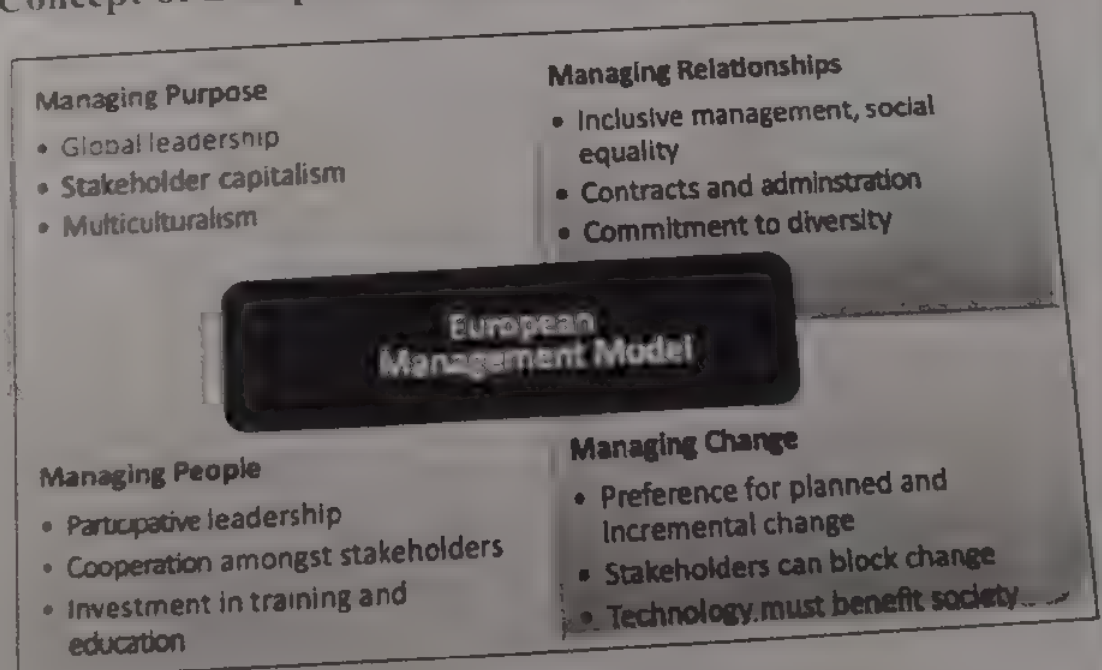 Concept of
Managing Purpose
• Global leadership
• Stakeholder capitalism
• Multiculturalism
Managing Relationships
• Inclusive management, social
equality
• Contracts and adminstration
• Commitment to diversity
European
Management Model
Managing People
• Participative leadership
• Cooperation amongst stakeholders
• Investment in training and
education
Managing Change
• Preference for planned and
Incremental change
• Stakeholders can block change
• Technology must benefit society